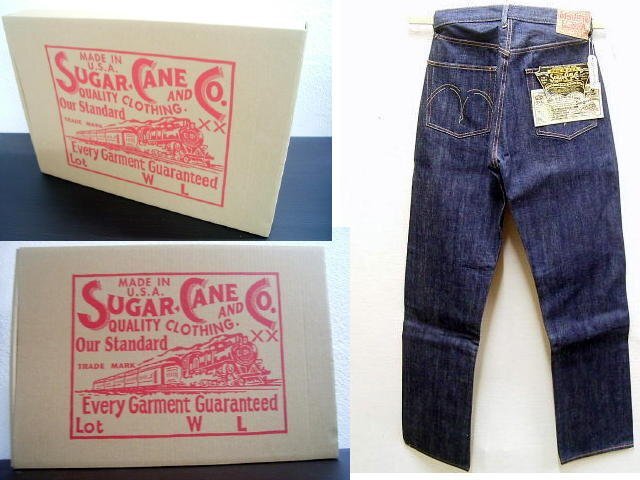 MADE IN
U.S.A.
SUGAR CANE
AND CO.
QUALITY CLOTHING.
Our Standard
XX
TRADE MARK
Every Garment Guaranteed
Lot W L
MADE IN
U.S.A.
SUGAR CANE
AND CO.
QUALITY CLOTHING.
Our Standard
XX
TRADE MARK
Every Garment Guaranteed
Lot W L